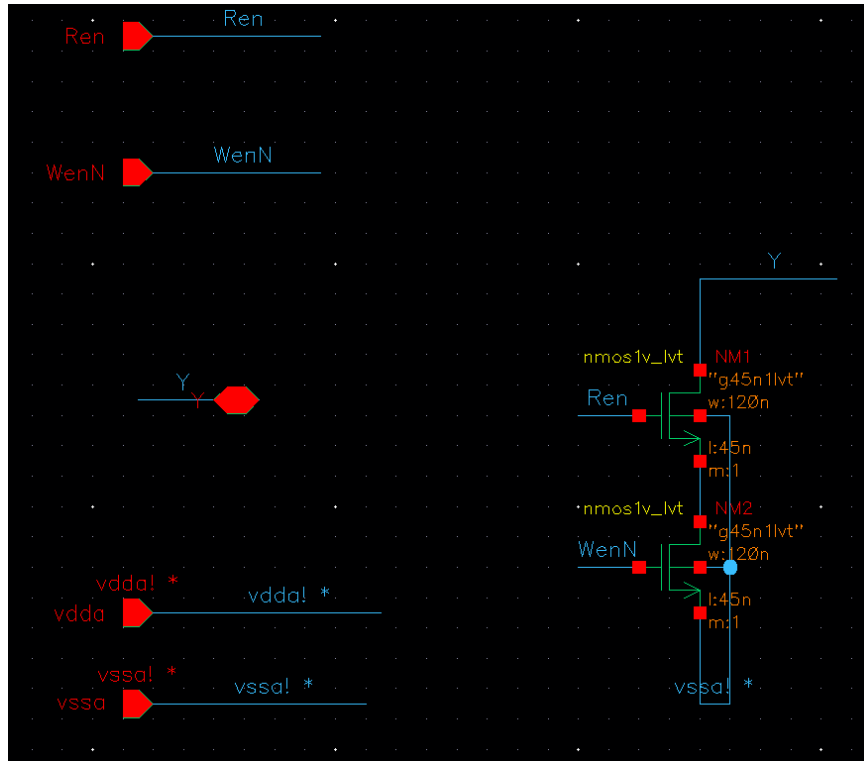 Ren
Ren
WenN
WenN
Y
nmos1v_lvt NM1
"g45n1lvt"
w:120n
Y
Y
Ren
l:45n
m:1
nmos1v_lvt NM2
"g45n1lvt"
WenN
w:120n
vdda! *
vdda! *
vdda
l:45n
m:1
vssa! *
vssa! *
vssa! *
vssa